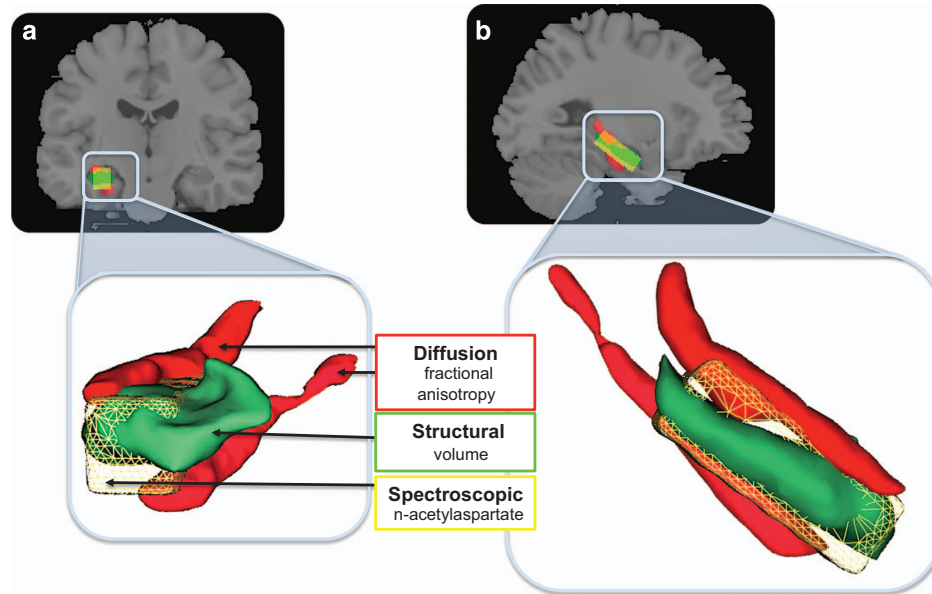 a
b
Diffusion
fractional
anisotropy
Structural
volume
Spectroscopic
n-acetylaspartate